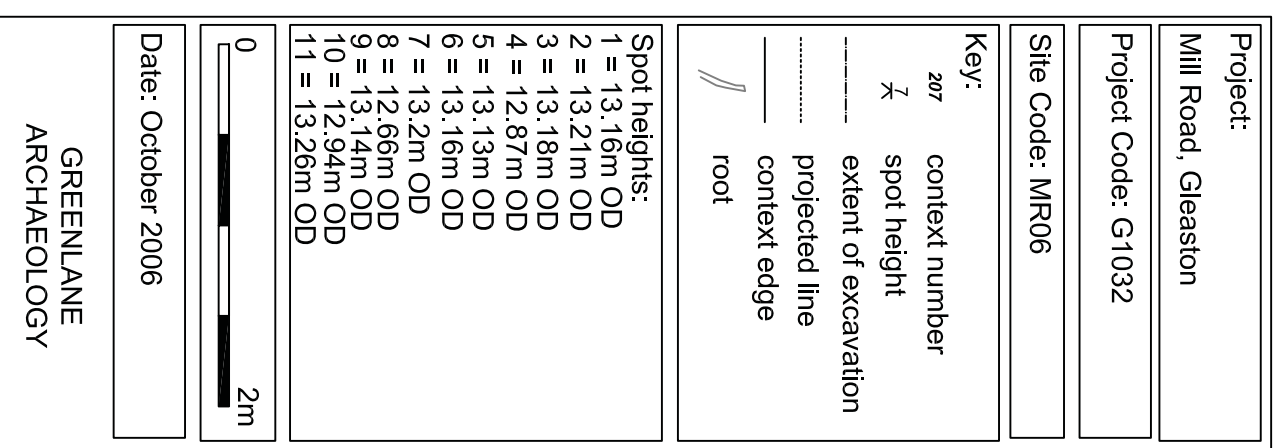 Project:
Mill Road, Gleaston
Project Code: G1032
Site Code: MR06
Key:
207 context number
7 spot height
extent of excavation
projected line
context edge
root
Spot heights:
1 = 13.16m OD
2 = 13.21m OD
3 = 13.18m OD
4 = 12.87m OD
5 = 13.13m OD
6 = 13.16m OD
7 = 13.2m OD
8 = 12.66m OD
9 = 13.14m OD
10 = 12.94m OD
11 = 13.26m OD
0 2m
Date: October 2006
GREENLANE
ARCHAEOLOGY